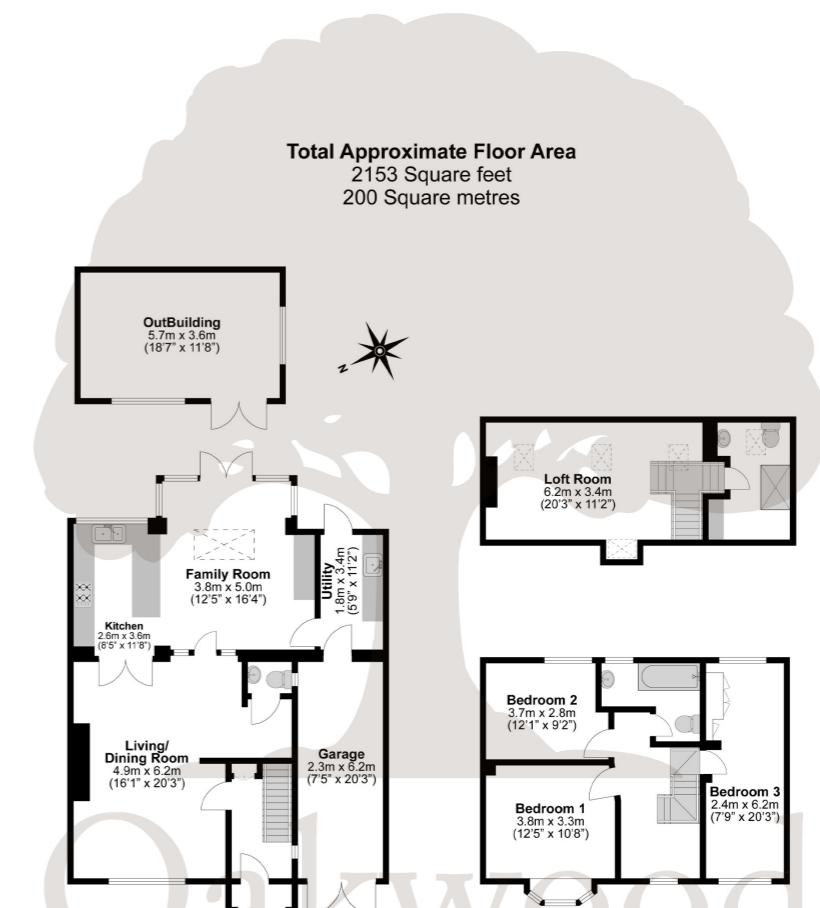 Total Approximate Floor Area
2153 Square feet
200 Square metres
OutBuilding
5.7m x 3.6m
(18'7" x 11'8")
N
Loft Room
6.2m x 3.4m
(20'3" x 11'2")
Family Room
3.8m x 5.0m
(12'5" x 16'4")
Utility
1.8m x 3.4m
(5'9" x 11'2")
Kitchen
2.6m x 3.6m
(8'5" x 11'8")
Living/
Dining Room
4.9m x 6.2m
(16'1" x 20'3")
Garage
2.3m x 6.2m
(7'5" x 20'3")
Bedroom 2
3.7m x 2.8m
(12'1" x 9'2")
Bedroom 1
3.8m x 3.3m
(12'5" x 10'8")
Bedroom 3
2.4m x 6.2m
(7'9" x 20'3")
Oakwood